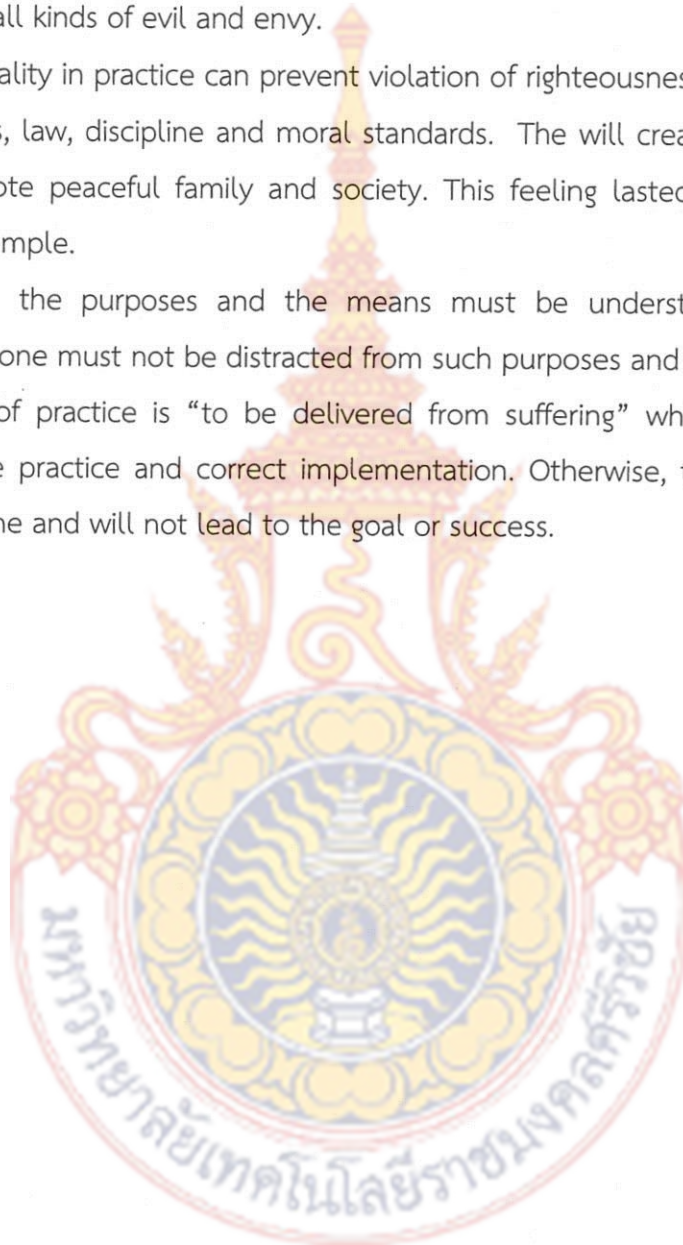 all kinds of evil and envy.
ality in practice can prevent violation of righteousnes
s, law, discipline and moral standards. The will crea
ote peaceful family and society. This feeling lasted
mple.
the purposes and the means must be underst
one must not be distracted from such purposes and
of practice is “to be delivered from suffering” wh
e practice and correct implementation. Otherwise, t
ne and will not lead to the goal or success.
มหาวิทยาลัยเทคโนโลยีราชมงคลศรีวิชัย